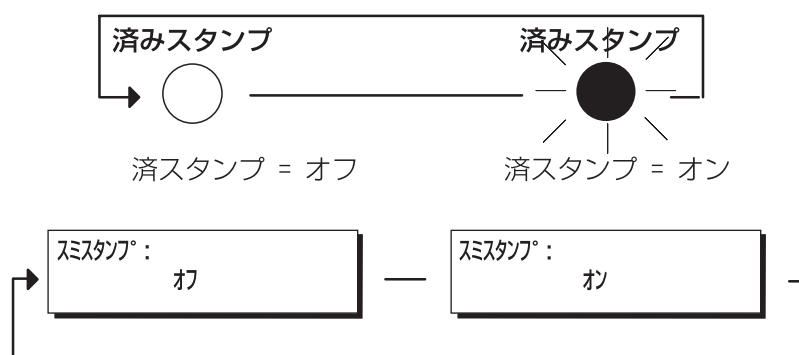 済みスタンプ 済みスタンプ
済スタンプ = オフ 済スタンプ = オン
ｽﾐｽﾀﾝﾌﾟ: ｽﾐｽﾀﾝﾌﾟ:
ｵﾌ ｵﾝ